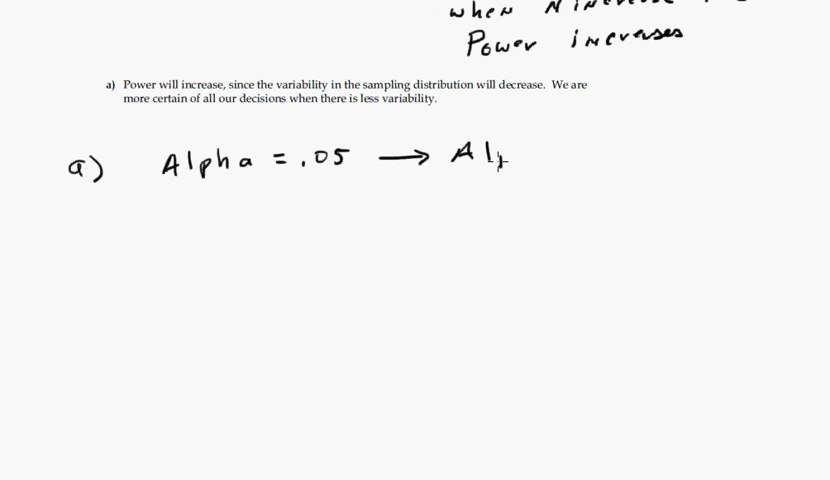 when N
Power increases
a) Power will increase, since the variability in the sampling distribution will decrease. We are
more certain of all our decisions when there is less variability.
a) Alpha = .05 → Al